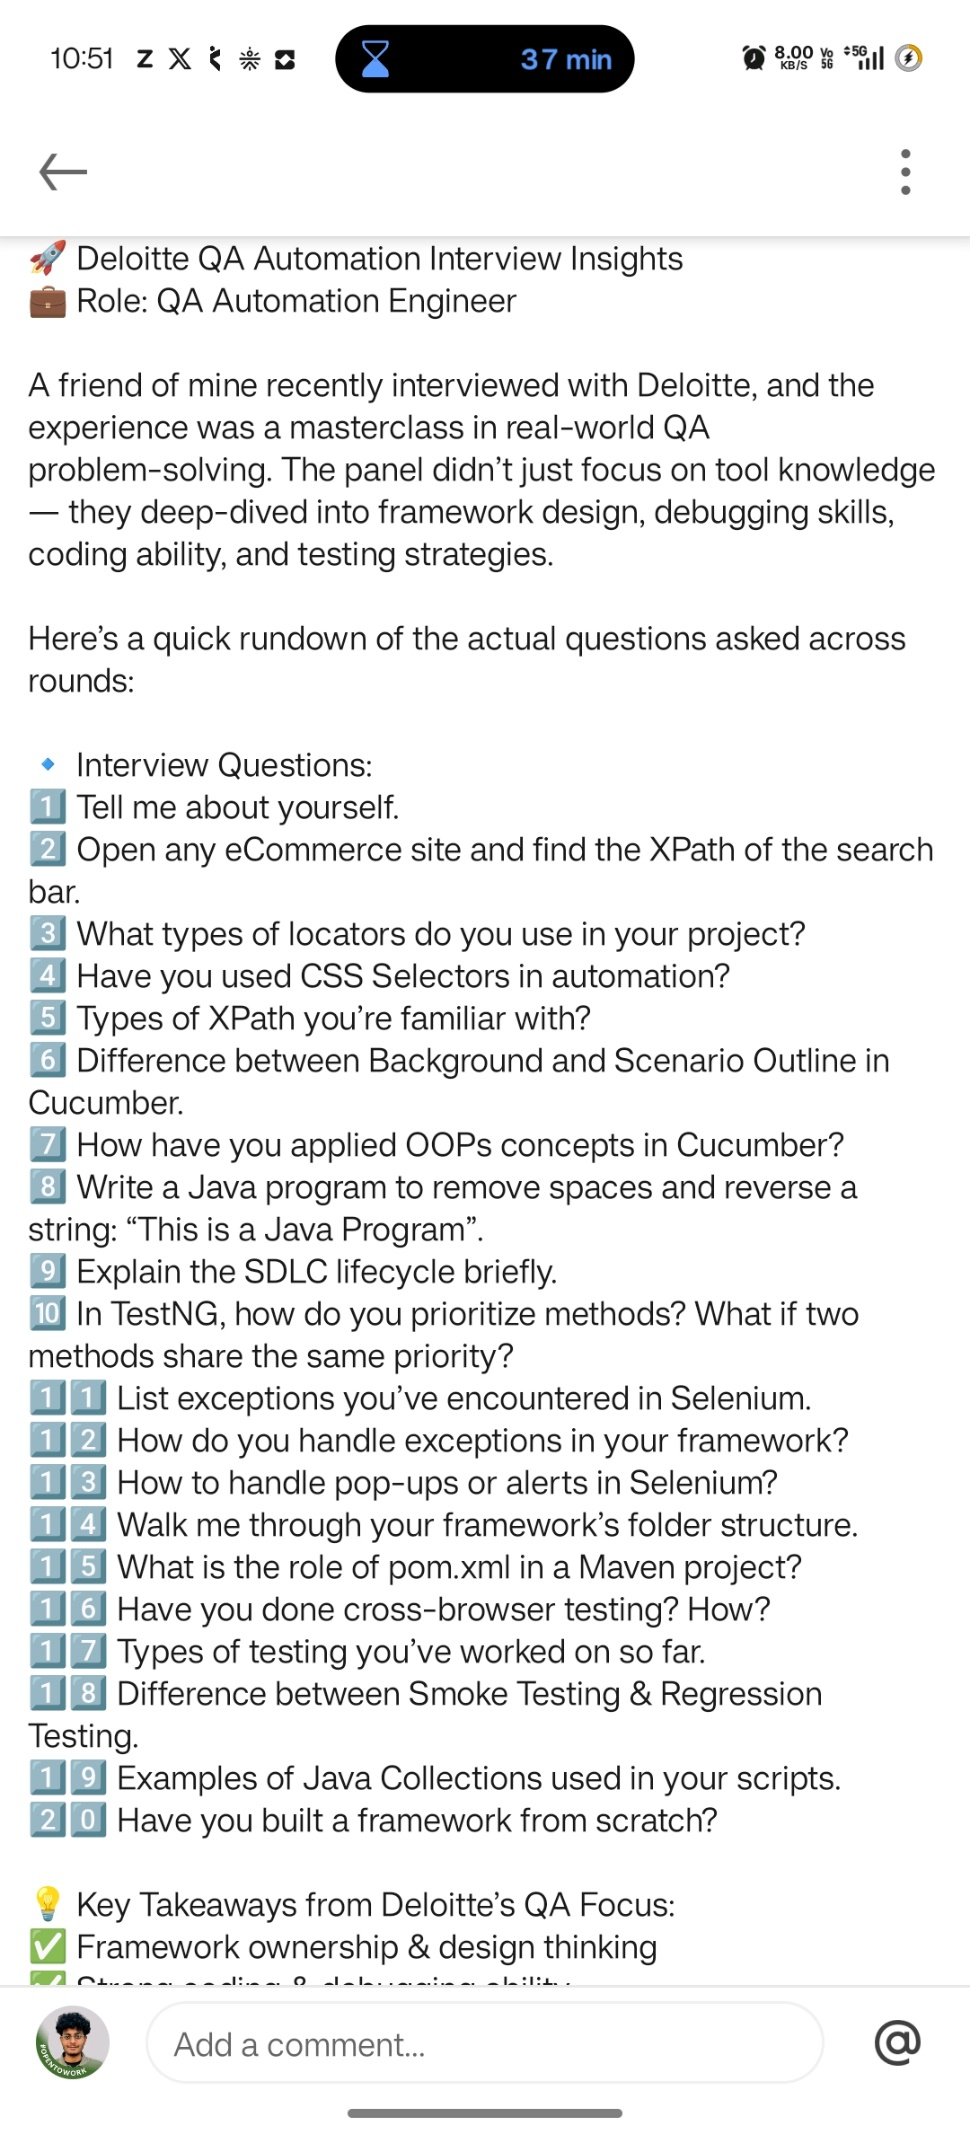 10:51
37 min
8.00 KB/S
Vo 5G
5G
🚀 Deloitte QA Automation Interview Insights
💼 Role: QA Automation Engineer
A friend of mine recently interviewed with Deloitte, and the
experience was a masterclass in real-world QA
problem-solving. The panel didn’t just focus on tool knowledge
— they deep-dived into framework design, debugging skills,
coding ability, and testing strategies.
Here’s a quick rundown of the actual questions asked across
rounds:
🔹 Interview Questions:
1️⃣ Tell me about yourself.
2️⃣ Open any eCommerce site and find the XPath of the search
bar.
3️⃣ What types of locators do you use in your project?
4️⃣ Have you used CSS Selectors in automation?
5️⃣ Types of XPath you’re familiar with?
6️⃣ Difference between Background and Scenario Outline in
Cucumber.
7️⃣ How have you applied OOPs concepts in Cucumber?
8️⃣ Write a Java program to remove spaces and reverse a
string: “This is a Java Program”.
9️⃣ Explain the SDLC lifecycle briefly.
🔟 In TestNG, how do you prioritize methods? What if two
methods share the same priority?
1️⃣1️⃣ List exceptions you’ve encountered in Selenium.
1️⃣2️⃣ How do you handle exceptions in your framework?
1️⃣3️⃣ How to handle pop-ups or alerts in Selenium?
1️⃣4️⃣ Walk me through your framework’s folder structure.
1️⃣5️⃣ What is the role of pom.xml in a Maven project?
1️⃣6️⃣ Have you done cross-browser testing? How?
1️⃣7️⃣ Types of testing you’ve worked on so far.
1️⃣8️⃣ Difference between Smoke Testing & Regression
Testing.
1️⃣9️⃣ Examples of Java Collections used in your scripts.
2️⃣0️⃣ Have you built a framework from scratch?
💡 Key Takeaways from Deloitte’s QA Focus:
✅ Framework ownership & design thinking
✅ Strong coding & debugging ability
#OPENTOWORK
Add a comment...
@